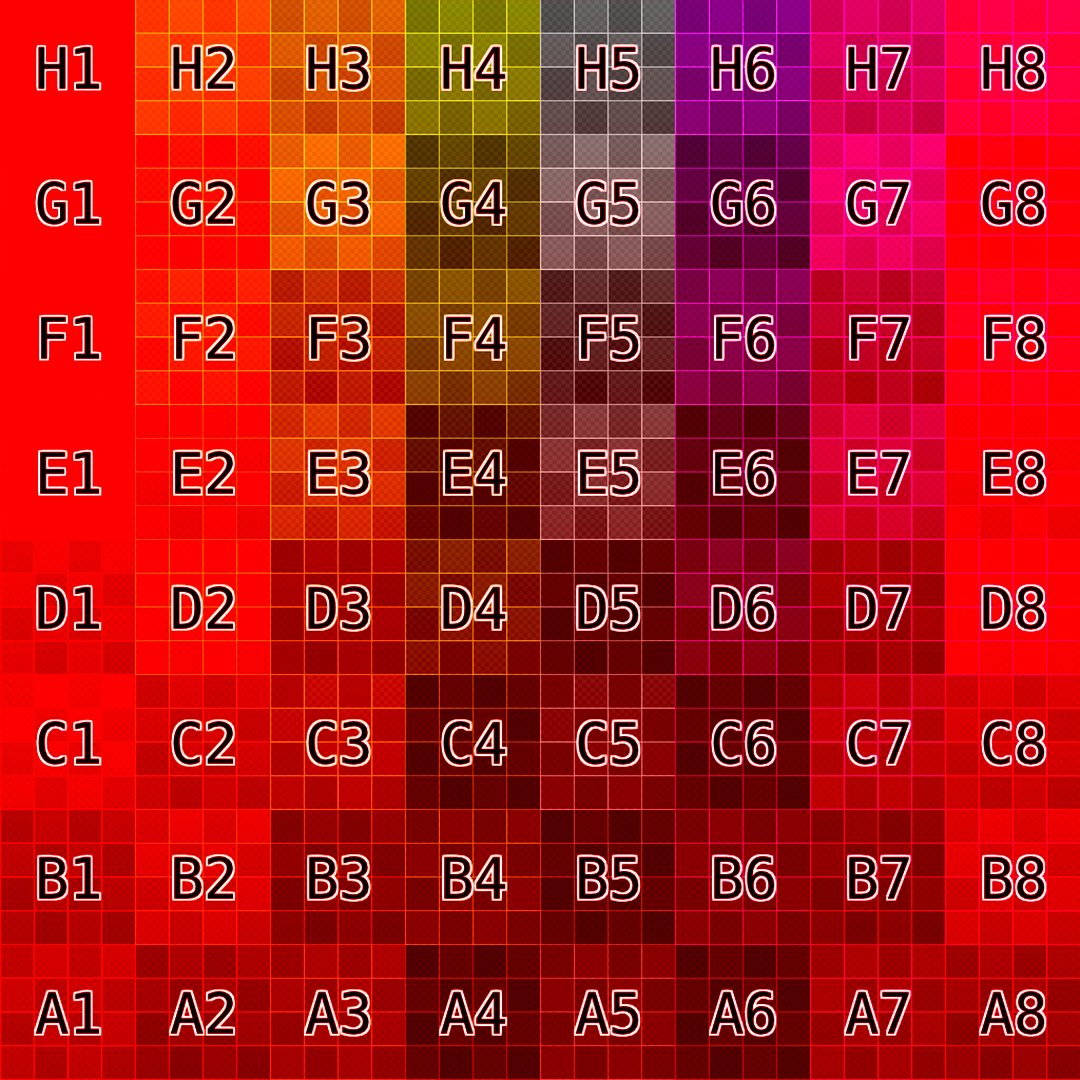 H1 H2 H3 H4 H5 H6 H7 H8
G1 G2 G3 G4 G5 G6 G7 G8
F1 F2 F3 F4 F5 F6 F7 F8
E1 E2 E3 E4 E5 E6 E7 E8
D1 D2 D3 D4 D5 D6 D7 D8
C1 C2 C3 C4 C5 C6 C7 C8
B1 B2 B3 B4 B5 B6 B7 B8
A1 A2 A3 A4 A5 A6 A7 A8